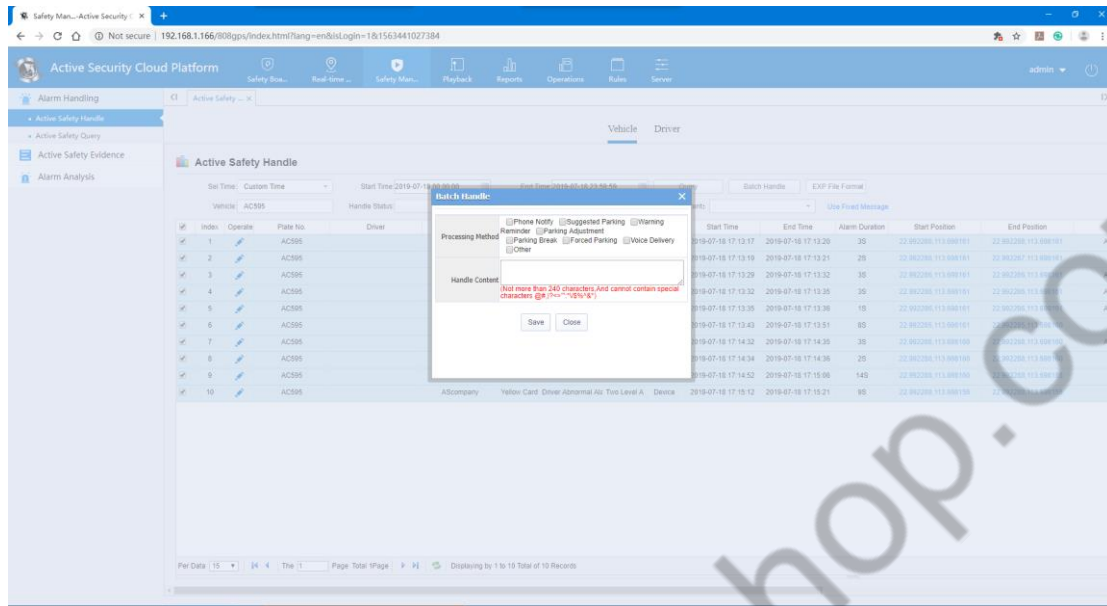 Safety Man...-Active Security C
Not secure | 192.168.1.166/808gps/index.html?lang=en&isLogin=1&1563441027384
Active Security Cloud Platform
Safety Boa... Real-time ... Safety Man... Playback Reports Operations Rules Server
admin
Alarm Handling
Active Safety Handle
Active Safety Query
Active Safety Evidence
Alarm Analysis
Active Safety ...
Vehicle Driver
Active Safety Handle
Sel Time: Custom Time Start Time: End Time: Batch Handle EXP File Format
Vehicle: AC595 Handle Status: Use Fixed Message
Index Operate Plate No. Driver Start Time End Time Alarm Duration Start Position End Position
1 AC595 2019-07-18 17:13:17 2019-07-18 17:13:20 3S
2 AC595 2019-07-18 17:13:19 2019-07-18 17:13:21 2S
3 AC595 2019-07-18 17:13:29 2019-07-18 17:13:32 3S
4 AC595 2019-07-18 17:13:32 2019-07-18 17:13:35 3S
5 AC595 2019-07-18 17:13:35 2019-07-18 17:13:36 1S
6 AC595 2019-07-18 17:13:43 2019-07-18 17:13:51 8S
7 AC595 2019-07-18 17:14:32 2019-07-18 17:14:35 3S
8 AC595 2019-07-18 17:14:34 2019-07-18 17:14:36 2S
9 AC595 2019-07-18 17:14:52 2019-07-18 17:15:06 14S
10 AC595 AScompany Yellow Card Driver Abnormal Ala Two Level A Device 2019-07-18 17:15:12 2019-07-18 17:15:21 9S
Batch Handle
Processing Method
Phone Notify Suggested Parking Warning
Reminder Parking Adjustment
Parking Break Forced Parking Voice Delivery
Other
Handle Content
(Not more than 240 characters,And cannot contain special
Save Close
Per Data 15 The 1 Page Total 1Page Displaying by 1 to 10 Total of 10 Records
hop.co